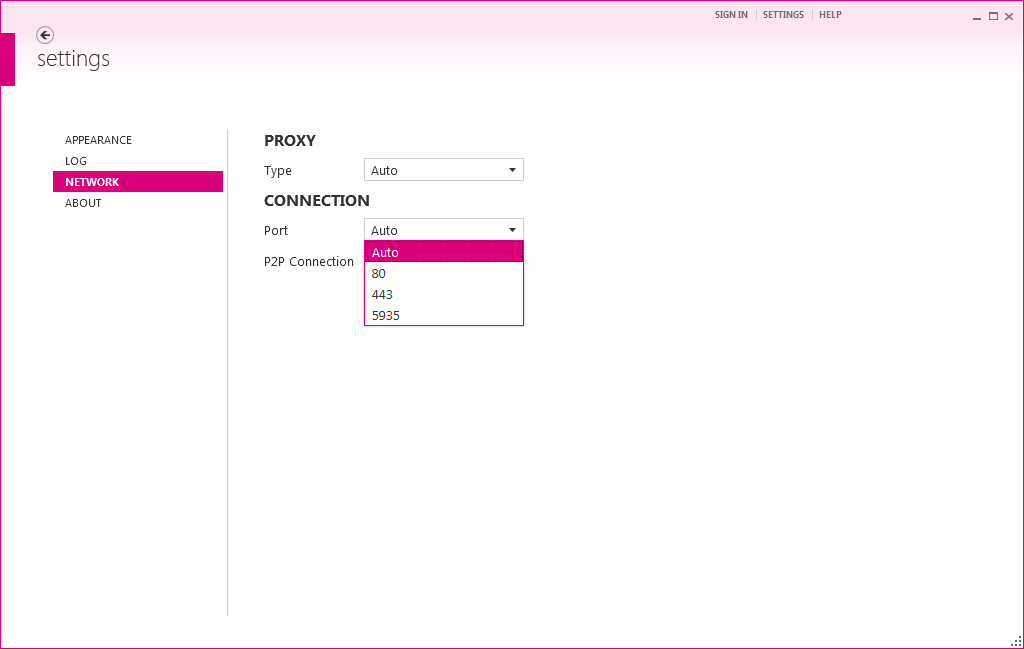 SIGN IN SETTINGS HELP
settings
APPEARANCE
LOG
NETWORK
ABOUT
PROXY
Type Auto
CONNECTION
Port Auto
P2P Connection
Auto
80
443
5935